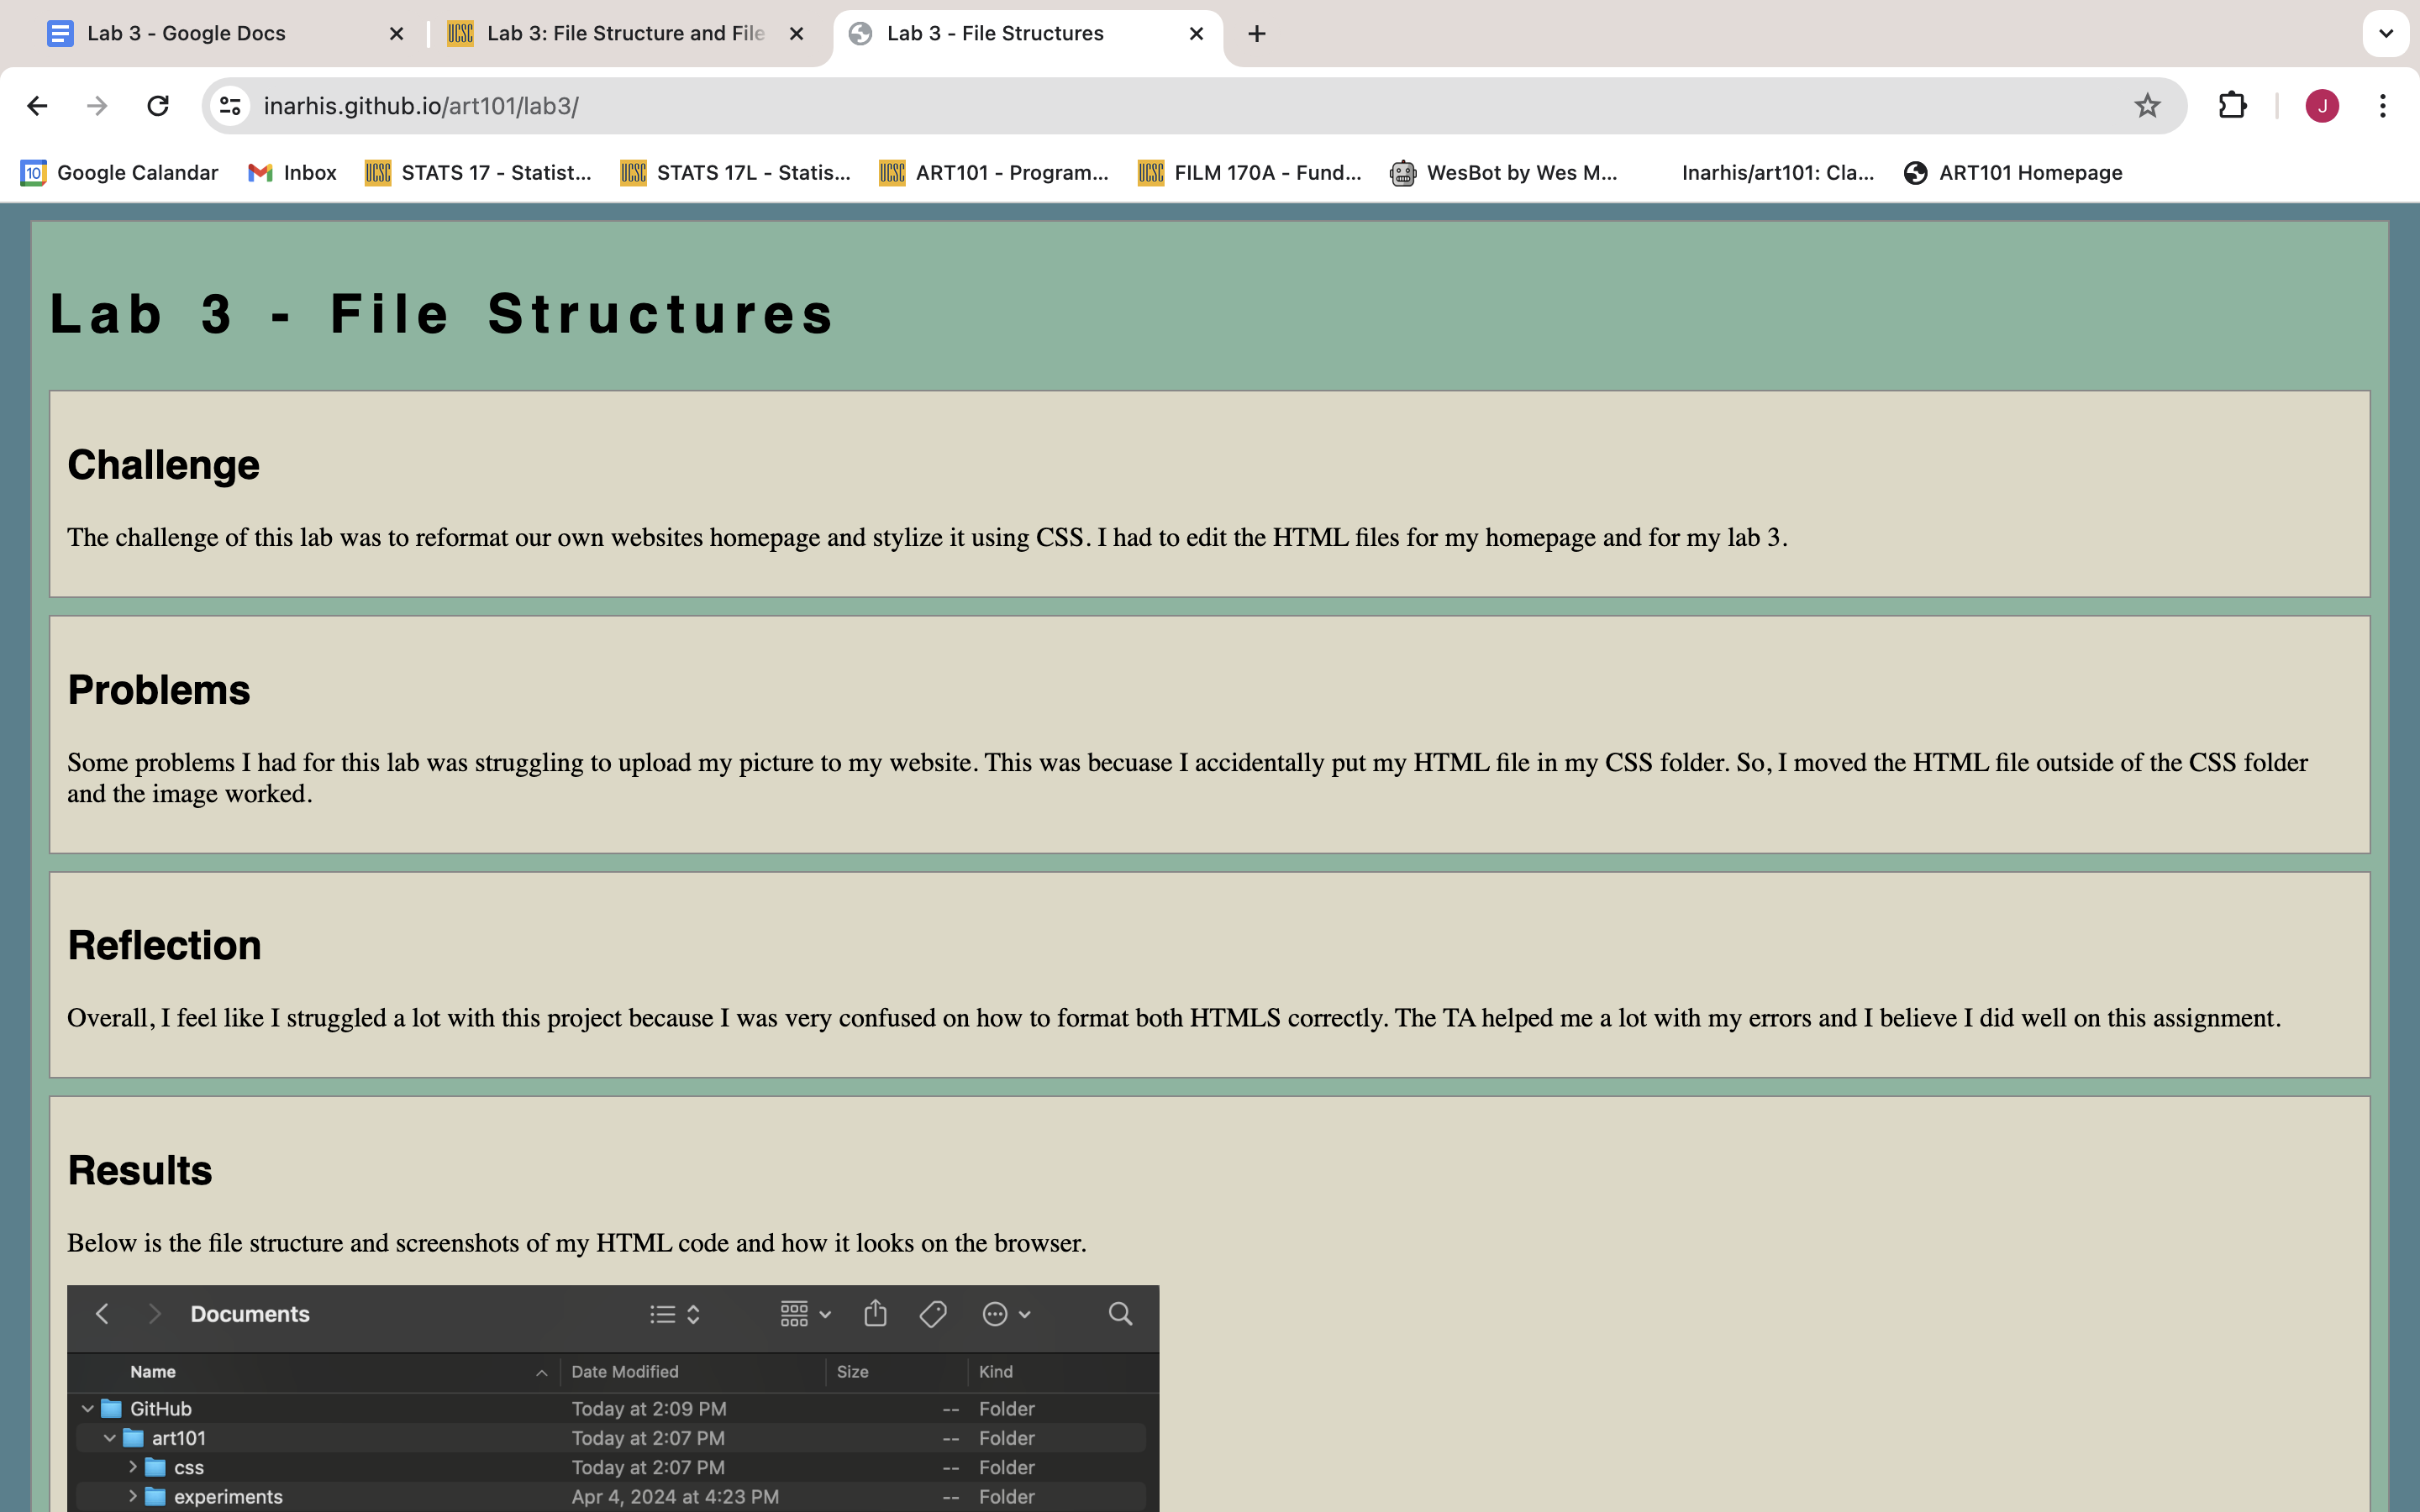 Lab 3 - Google Docs
Lab 3: File Structure and File
Lab 3 - File Structures
inarhis.github.io/art101/lab3/
J
10 Google Calandar
Inbox
UCSC STATS 17 - Statist...
UCSC STATS 17L - Statis...
UCSC ART101 - Program...
UCSC FILM 170A - Fund...
WesBot by Wes M...
Inarhis/art101: Cla...
ART101 Homepage
Lab 3 - File Structures
Challenge
The challenge of this lab was to reformat our own websites homepage and stylize it using CSS. I had to edit the HTML files for my homepage and for my lab 3.
Problems
Some problems I had for this lab was struggling to upload my picture to my website. This was becuase I accidentally put my HTML file in my CSS folder. So, I moved the HTML file outside of the CSS folder
and the image worked.
Reflection
Overall, I feel like I struggled a lot with this project because I was very confused on how to format both HTMLS correctly. The TA helped me a lot with my errors and I believe I did well on this assignment.
Results
Below is the file structure and screenshots of my HTML code and how it looks on the browser.
Documents
Name Date Modified Size Kind
GitHub Today at 2:09 PM -- Folder
art101 Today at 2:07 PM -- Folder
css Today at 2:07 PM -- Folder
experiments Apr 4, 2024 at 4:23 PM -- Folder